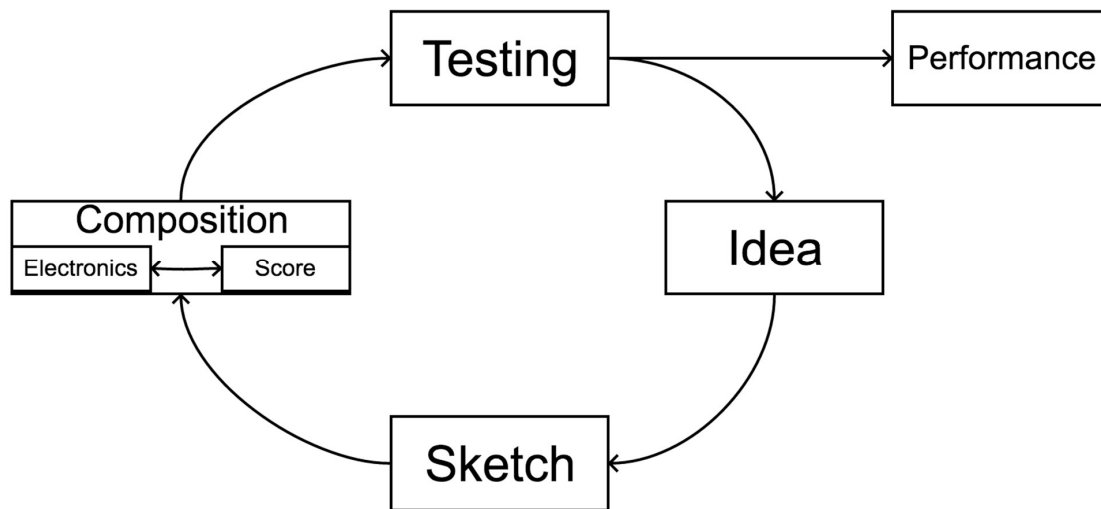 Testing
Performance
Composition
Electronics
Score
Idea
Sketch